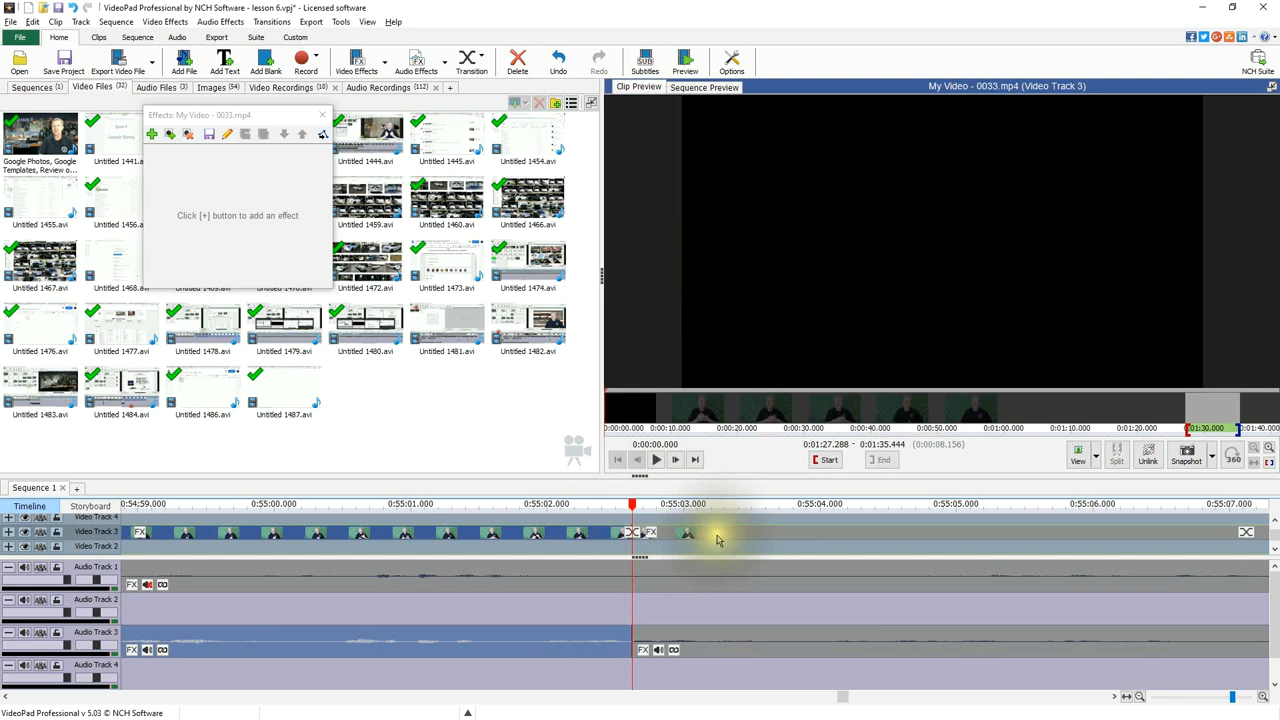 VideoPad Professional by NCH Software - lesson 6.vpj* - Licensed software
File Edit Clip Track Sequence Video Effects Audio Effects Transitions Export Tools View Help
File Home Clips Sequence Audio Export Suite Custom
Open Save Project Export Video File Add File Add Text Add Blank Record Video Effects Audio Effects Transition Delete Undo Redo Subtitles Preview Options NCH Suite
Sequences (1) Video Files (32) Audio Files (3) Images (54) Video Recordings (10) Audio Recordings (112)
Clip Preview Sequence Preview My Video - 0033.mp4 (Video Track 3)
Effects: My Video - 0033.mp4
Click [+] button to add an effect
Google Photos, Google Templates, Review o... Untitled 1441. Untitled 1444.avi Untitled 1445.avi Untitled 1454.avi
Untitled 1455.avi Untitled 1456. Untitled 1459.avi Untitled 1460.avi Untitled 1466.avi
Untitled 1467.avi Untitled 1468. Untitled 1472.avi Untitled 1473.avi Untitled 1474.avi
Untitled 1476.avi Untitled 1477.avi Untitled 1478.avi Untitled 1479.avi Untitled 1480.avi Untitled 1481.avi Untitled 1482.avi
Untitled 1483.avi Untitled 1484.avi Untitled 1486.avi Untitled 1487.avi
0:00:00.000 0:00:10.000 0:00:20.000 0:00:30.000 0:00:40.000 0:00:50.000 0:01:00.000 0:01:10.000 0:01:20.000 0:01:30.000 0:01:40.000
0:00:00.000 0:01:27.288 - 0:01:35.444 (0:00:08.156)
Start End View Split Unlink Snapshot 360
Sequence 1
Timeline Storyboard
0:54:59.000 0:55:00.000 0:55:01.000 0:55:02.000 0:55:03.000 0:55:04.000 0:55:05.000 0:55:06.000 0:55:07.000
Video Track 4
Video Track 3 FX FX
Video Track 2
Audio Track 1
FX
Audio Track 2
Audio Track 3
FX FX
Audio Track 4
VideoPad Professional v 5.03 © NCH Software